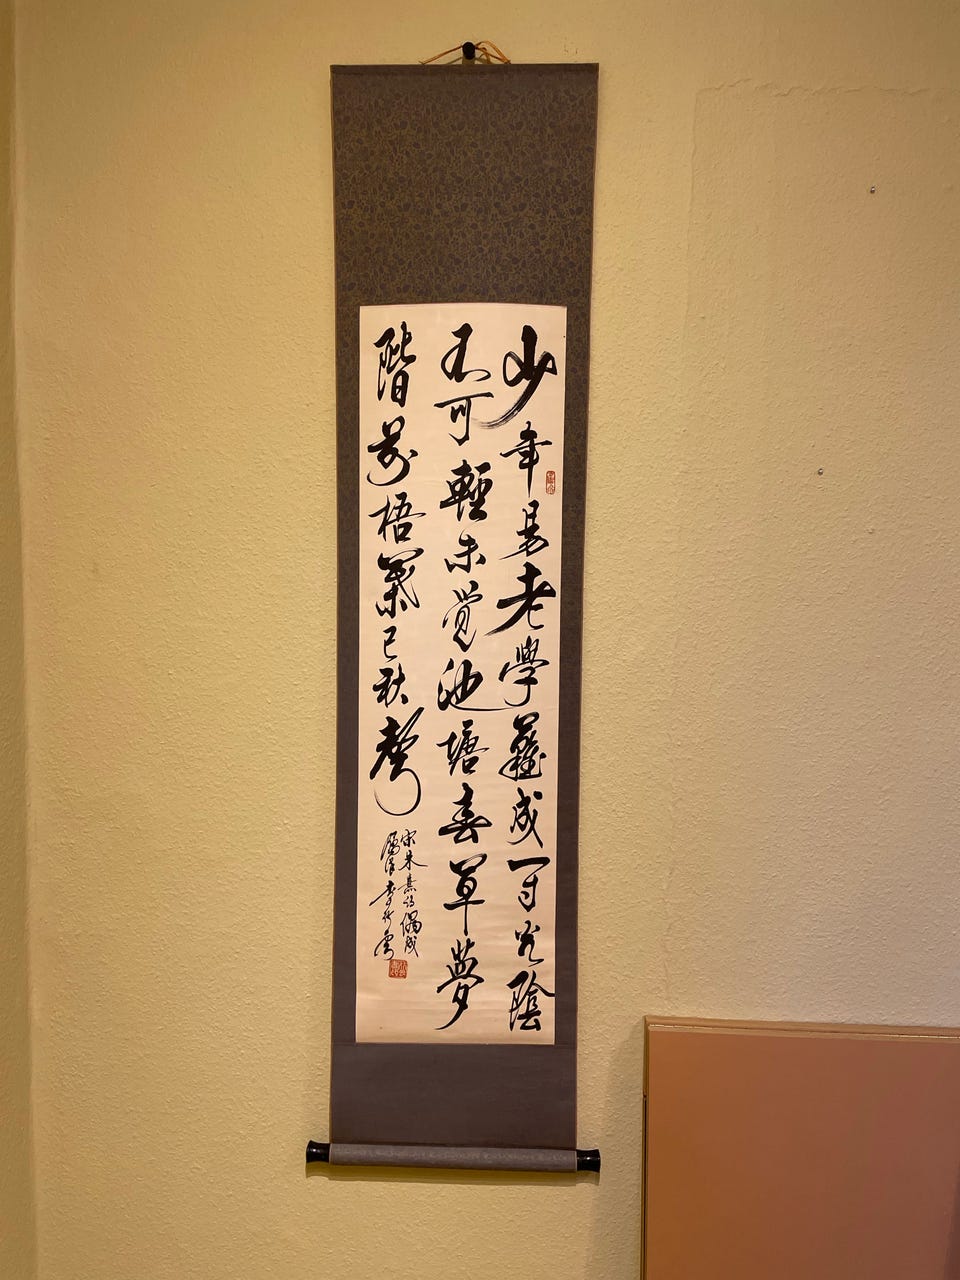 少年易老學難成一寸光陰
不可輕未覚池塘春草夢
階前梧葉已秋聲
宋朱熹詩偶成